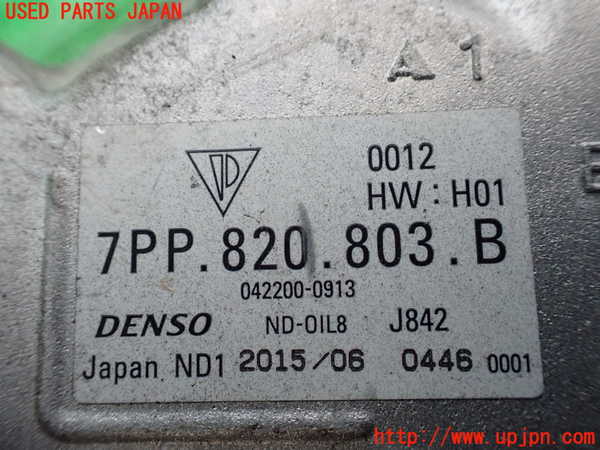 USED PARTS JAPAN
A1
0012
HW:H01
7PP.820.803.B
042200-0913
DENSO ND-OIL8 J842
Japan ND1 2015/06 0446 0001
http://www.upjpn.com/